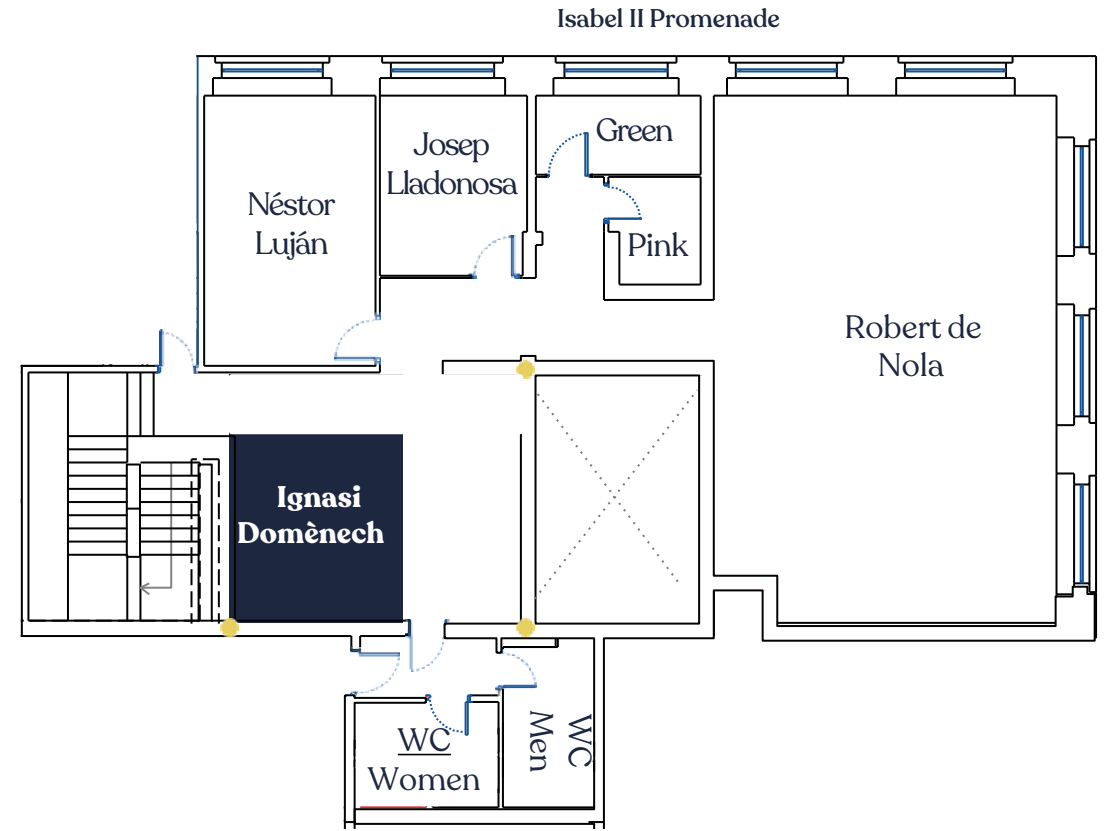 Isabel II Promenade
Green
Josep
Lladonosa
Néstor
Luján
Pink
Robert de
Nola
Ignasi
Domènech
WC
Women
WC
Men